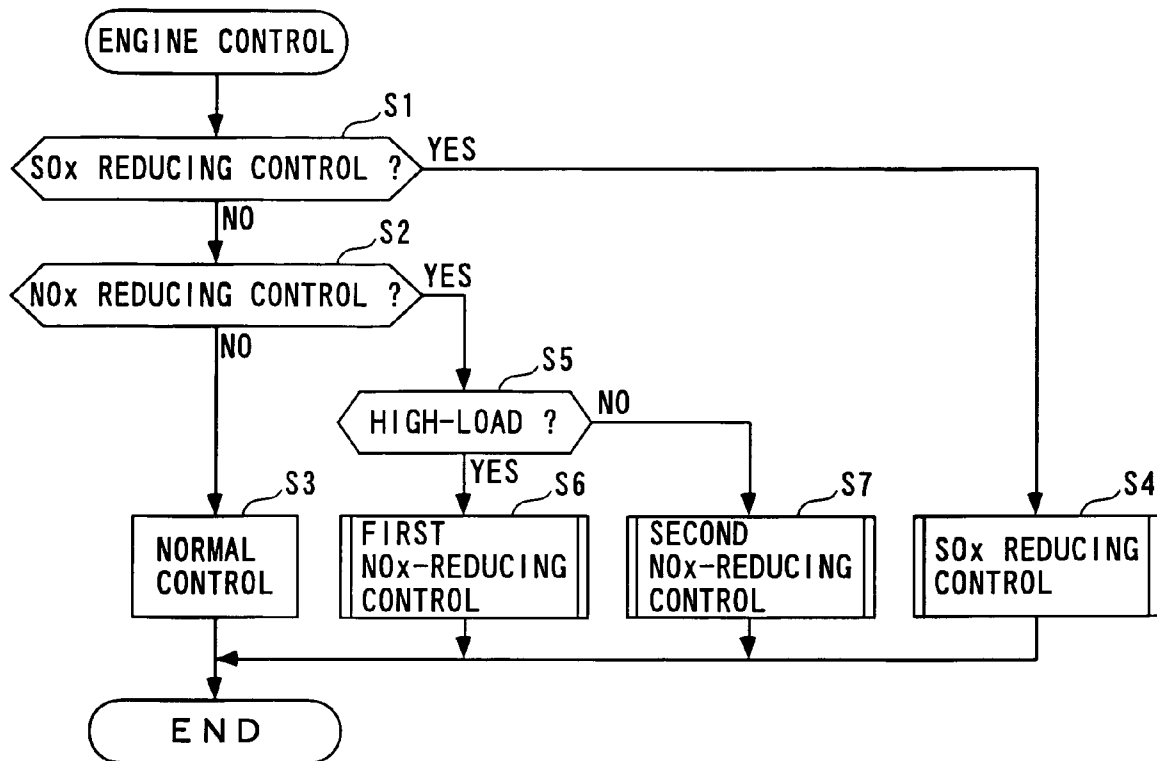 ENGINE CONTROL
S1
SOx REDUCING CONTROL ?
YES
NO
S2
NOx REDUCING CONTROL ?
YES
NO
S5
HIGH-LOAD ?
NO
YES
S3
NORMAL
CONTROL
S6
FIRST
NOx-REDUCING
CONTROL
S7
SECOND
NOx-REDUCING
CONTROL
S4
SOx REDUCING
CONTROL
END